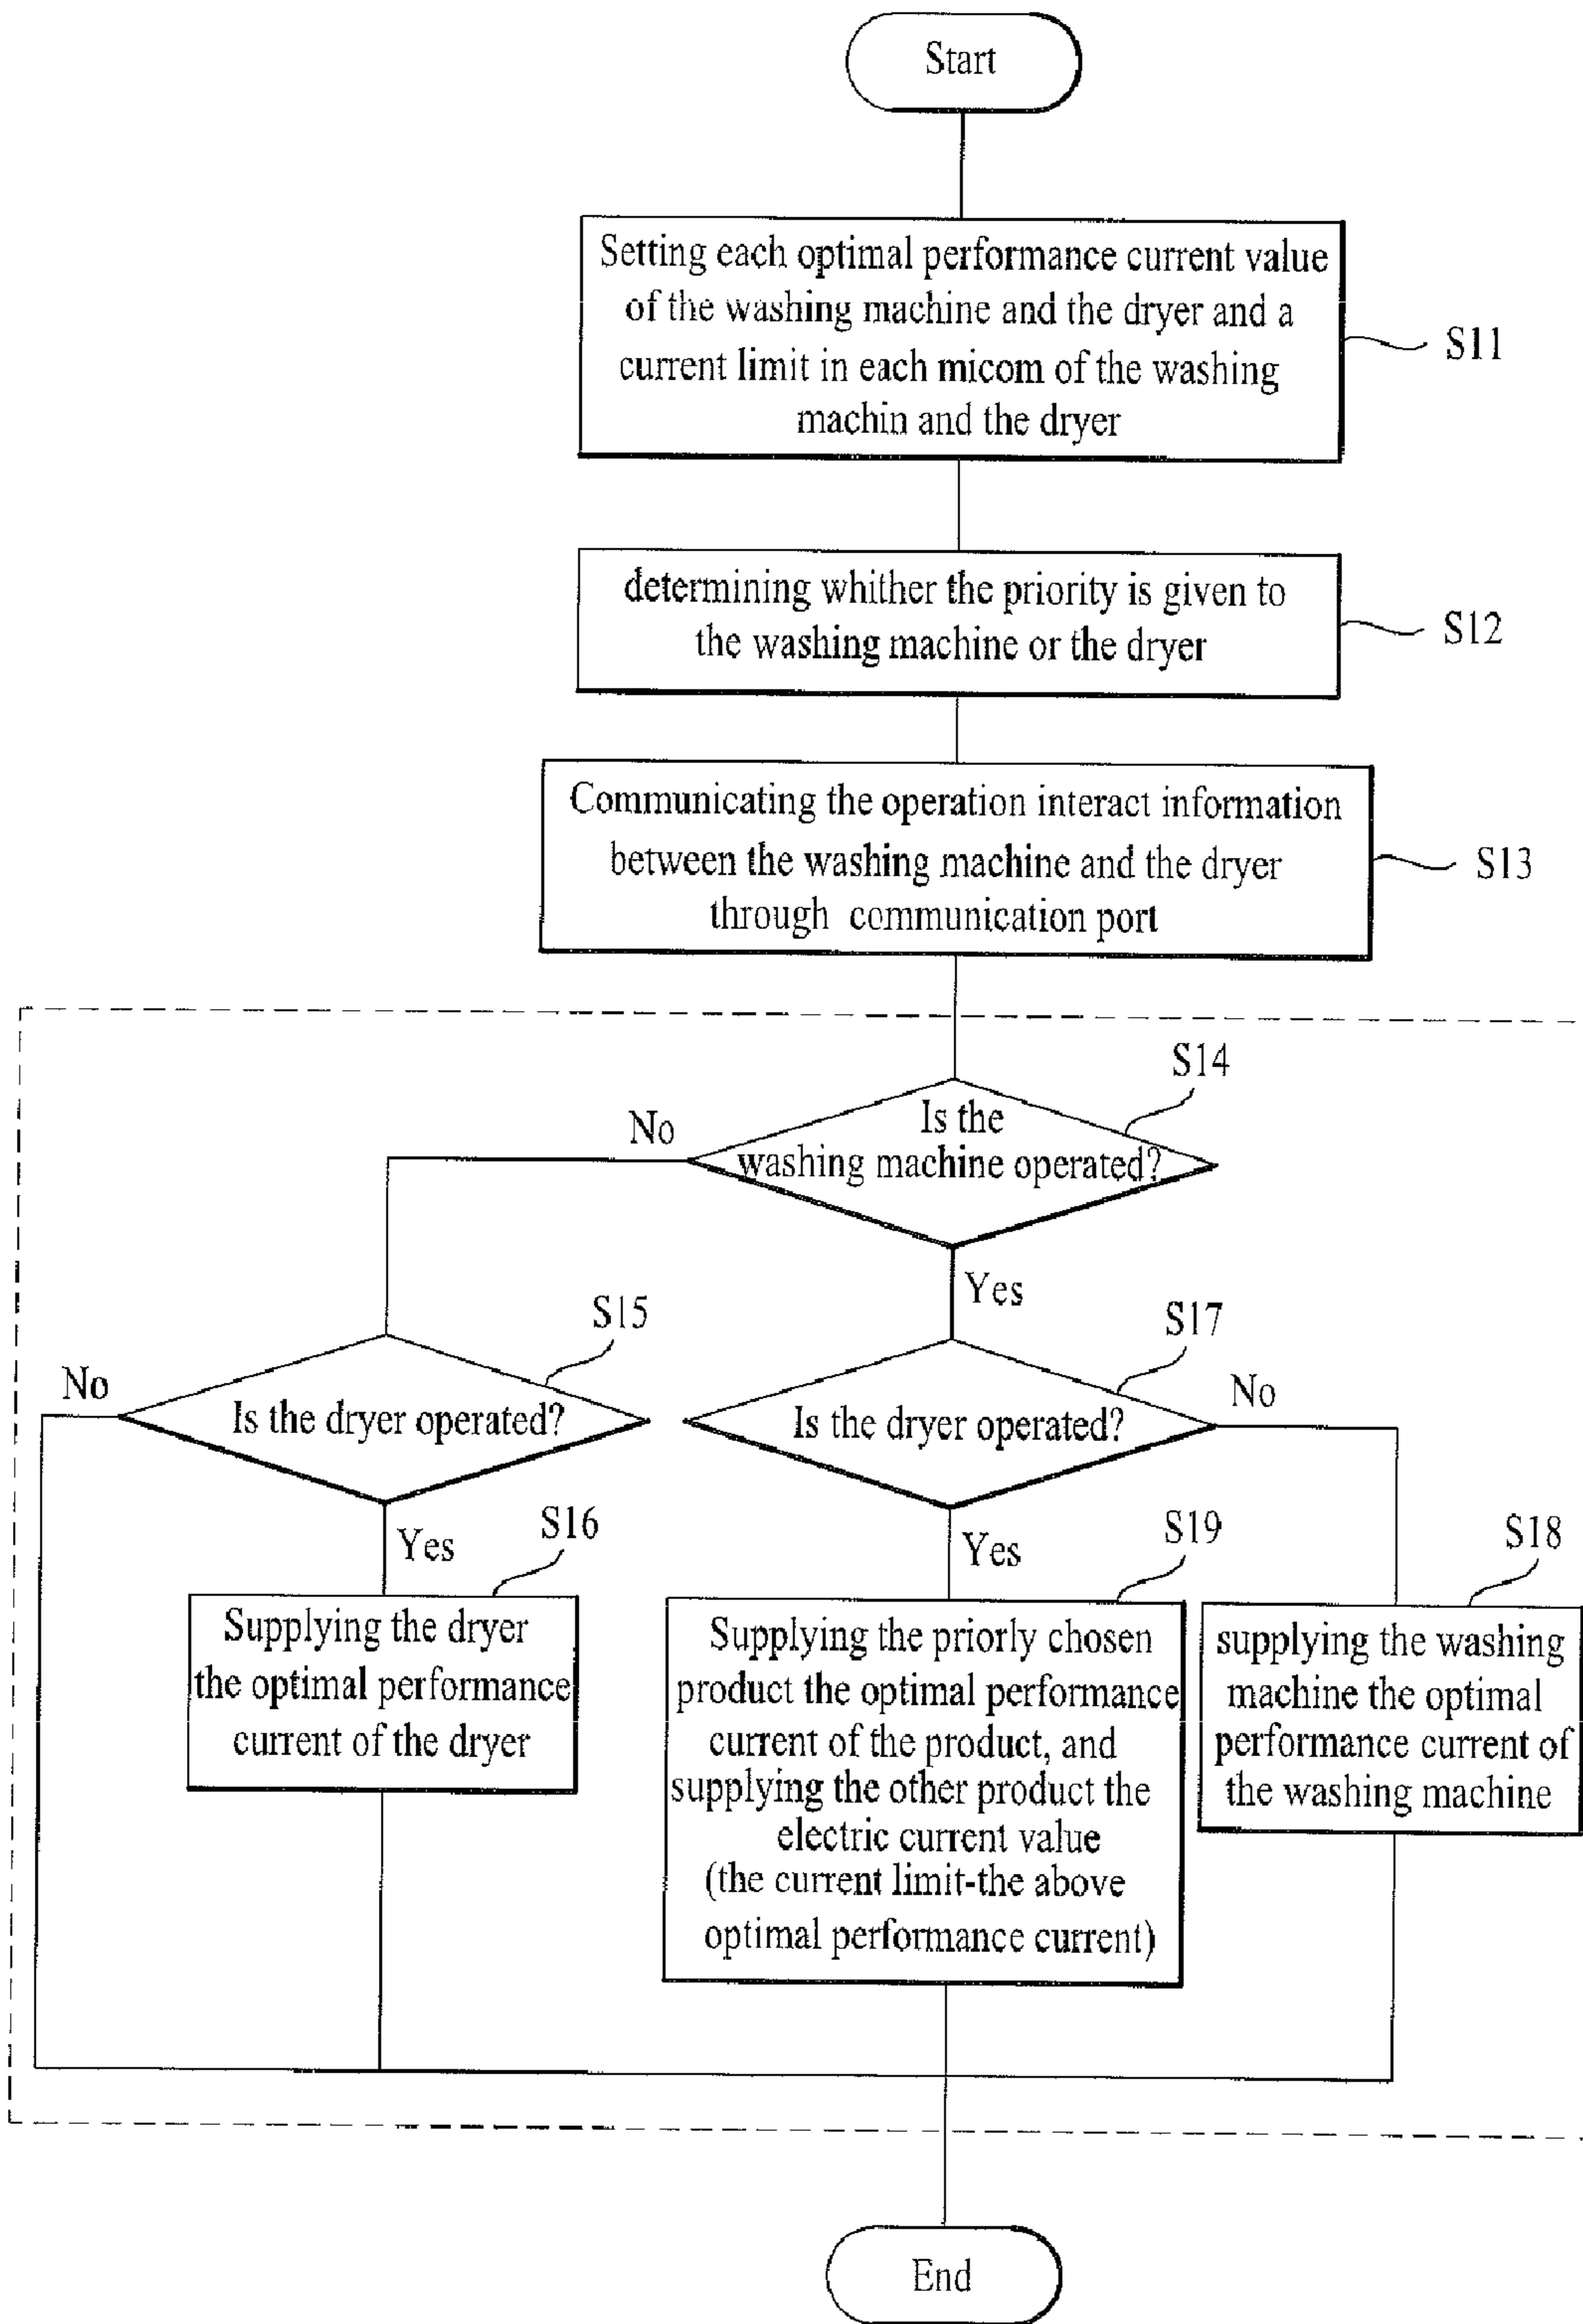 Start
Setting each optimal performance current value
of the washing machine and the dryer and a
current limit in each micom of the washing
machin and the dryer
S11
determining whither the priority is given to
the washing machine or the dryer
S12
Communicating the operation interact information
between the washing machine and the dryer
through communication port
S13
S14
Is the
washing machine operated?
No
Yes
S15
Is the dryer operated?
No
Yes
S17
Is the dryer operated?
No
Yes
S16
Supplying the dryer
the optimal performance
current of the dryer
S19
Supplying the priorly chosen
product the optimal performance
current of the product, and
supplying the other product the
electric current value
(the current limit-the above
optimal performance current)
S18
supplying the washing
machine the optimal
performance current of
the washing machine
End